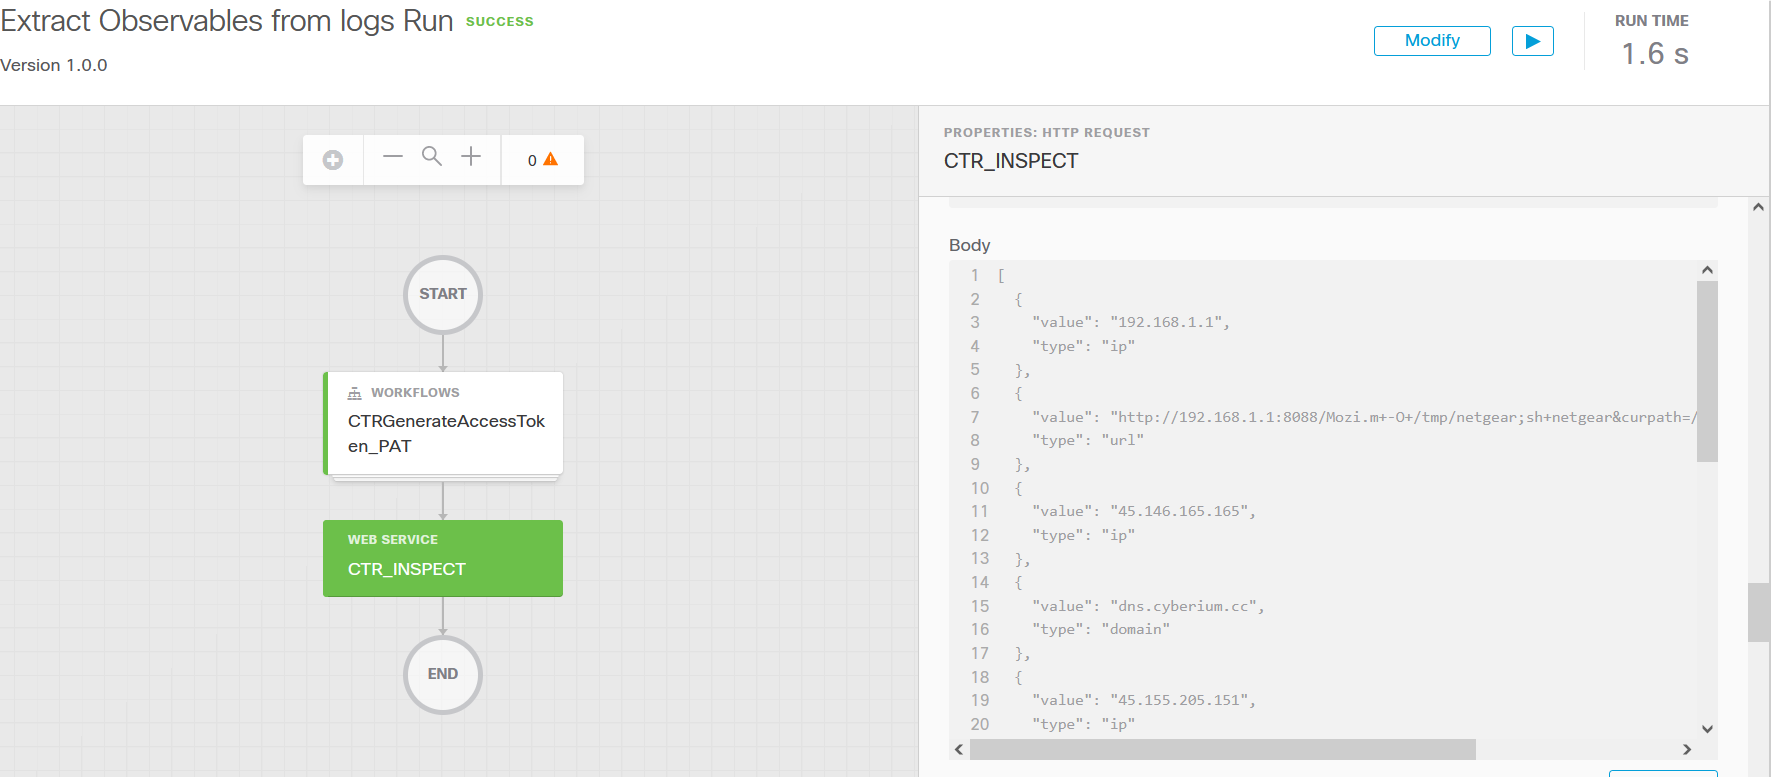 Extract Observables from logs Run SUCCESS
Version 1.0.0
Modify
RUN TIME
1.6 s
0
START
WORKFLOWS
CTRGenerateAccessTok
en_PAT
WEB SERVICE
CTR_INSPECT
END
PROPERTIES: HTTP REQUEST
CTR_INSPECT
Body
1 [
2 {
3 "value": "192.168.1.1",
4 "type": "ip"
5 },
6 {
7 "value": "http://192.168.1.1:8088/Mozi.m+-O+/tmp/netgear;sh+netgear&curpath=/
8 "type": "url"
9 },
10 {
11 "value": "45.146.165.165",
12 "type": "ip"
13 },
14 {
15 "value": "dns.cyberium.cc",
16 "type": "domain"
17 },
18 {
19 "value": "45.155.205.151",
20 "type": "ip"